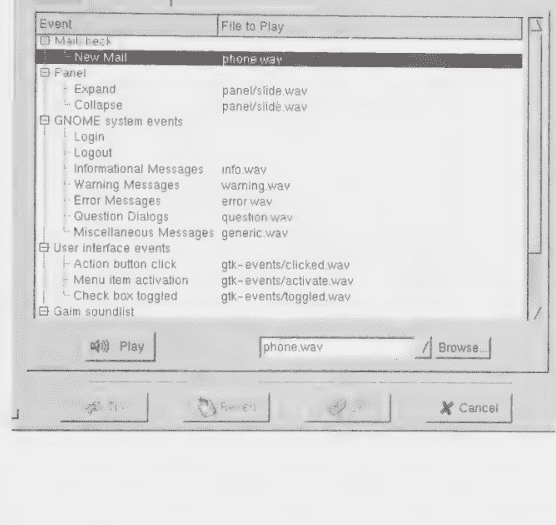 Event File to Play
New Mail phone.wav
Panel
Expand panel/slide.wav
Collapse panel/slide.wav
GNOME system events
Login
Logout
Informational Messages info.wav
Warning Messages warning.wav
Error Messages error.wav
Question Dialogs question.wav
Miscellaneous Messages generic.wav
User interface events
Action button click gtk-events/clicked.wav
Menu item activation gtk-events/activate.wav
Check box toggled gtk-events/toggled.wav
Gaim soundlist
Play phone.wav Browse...
Cancel